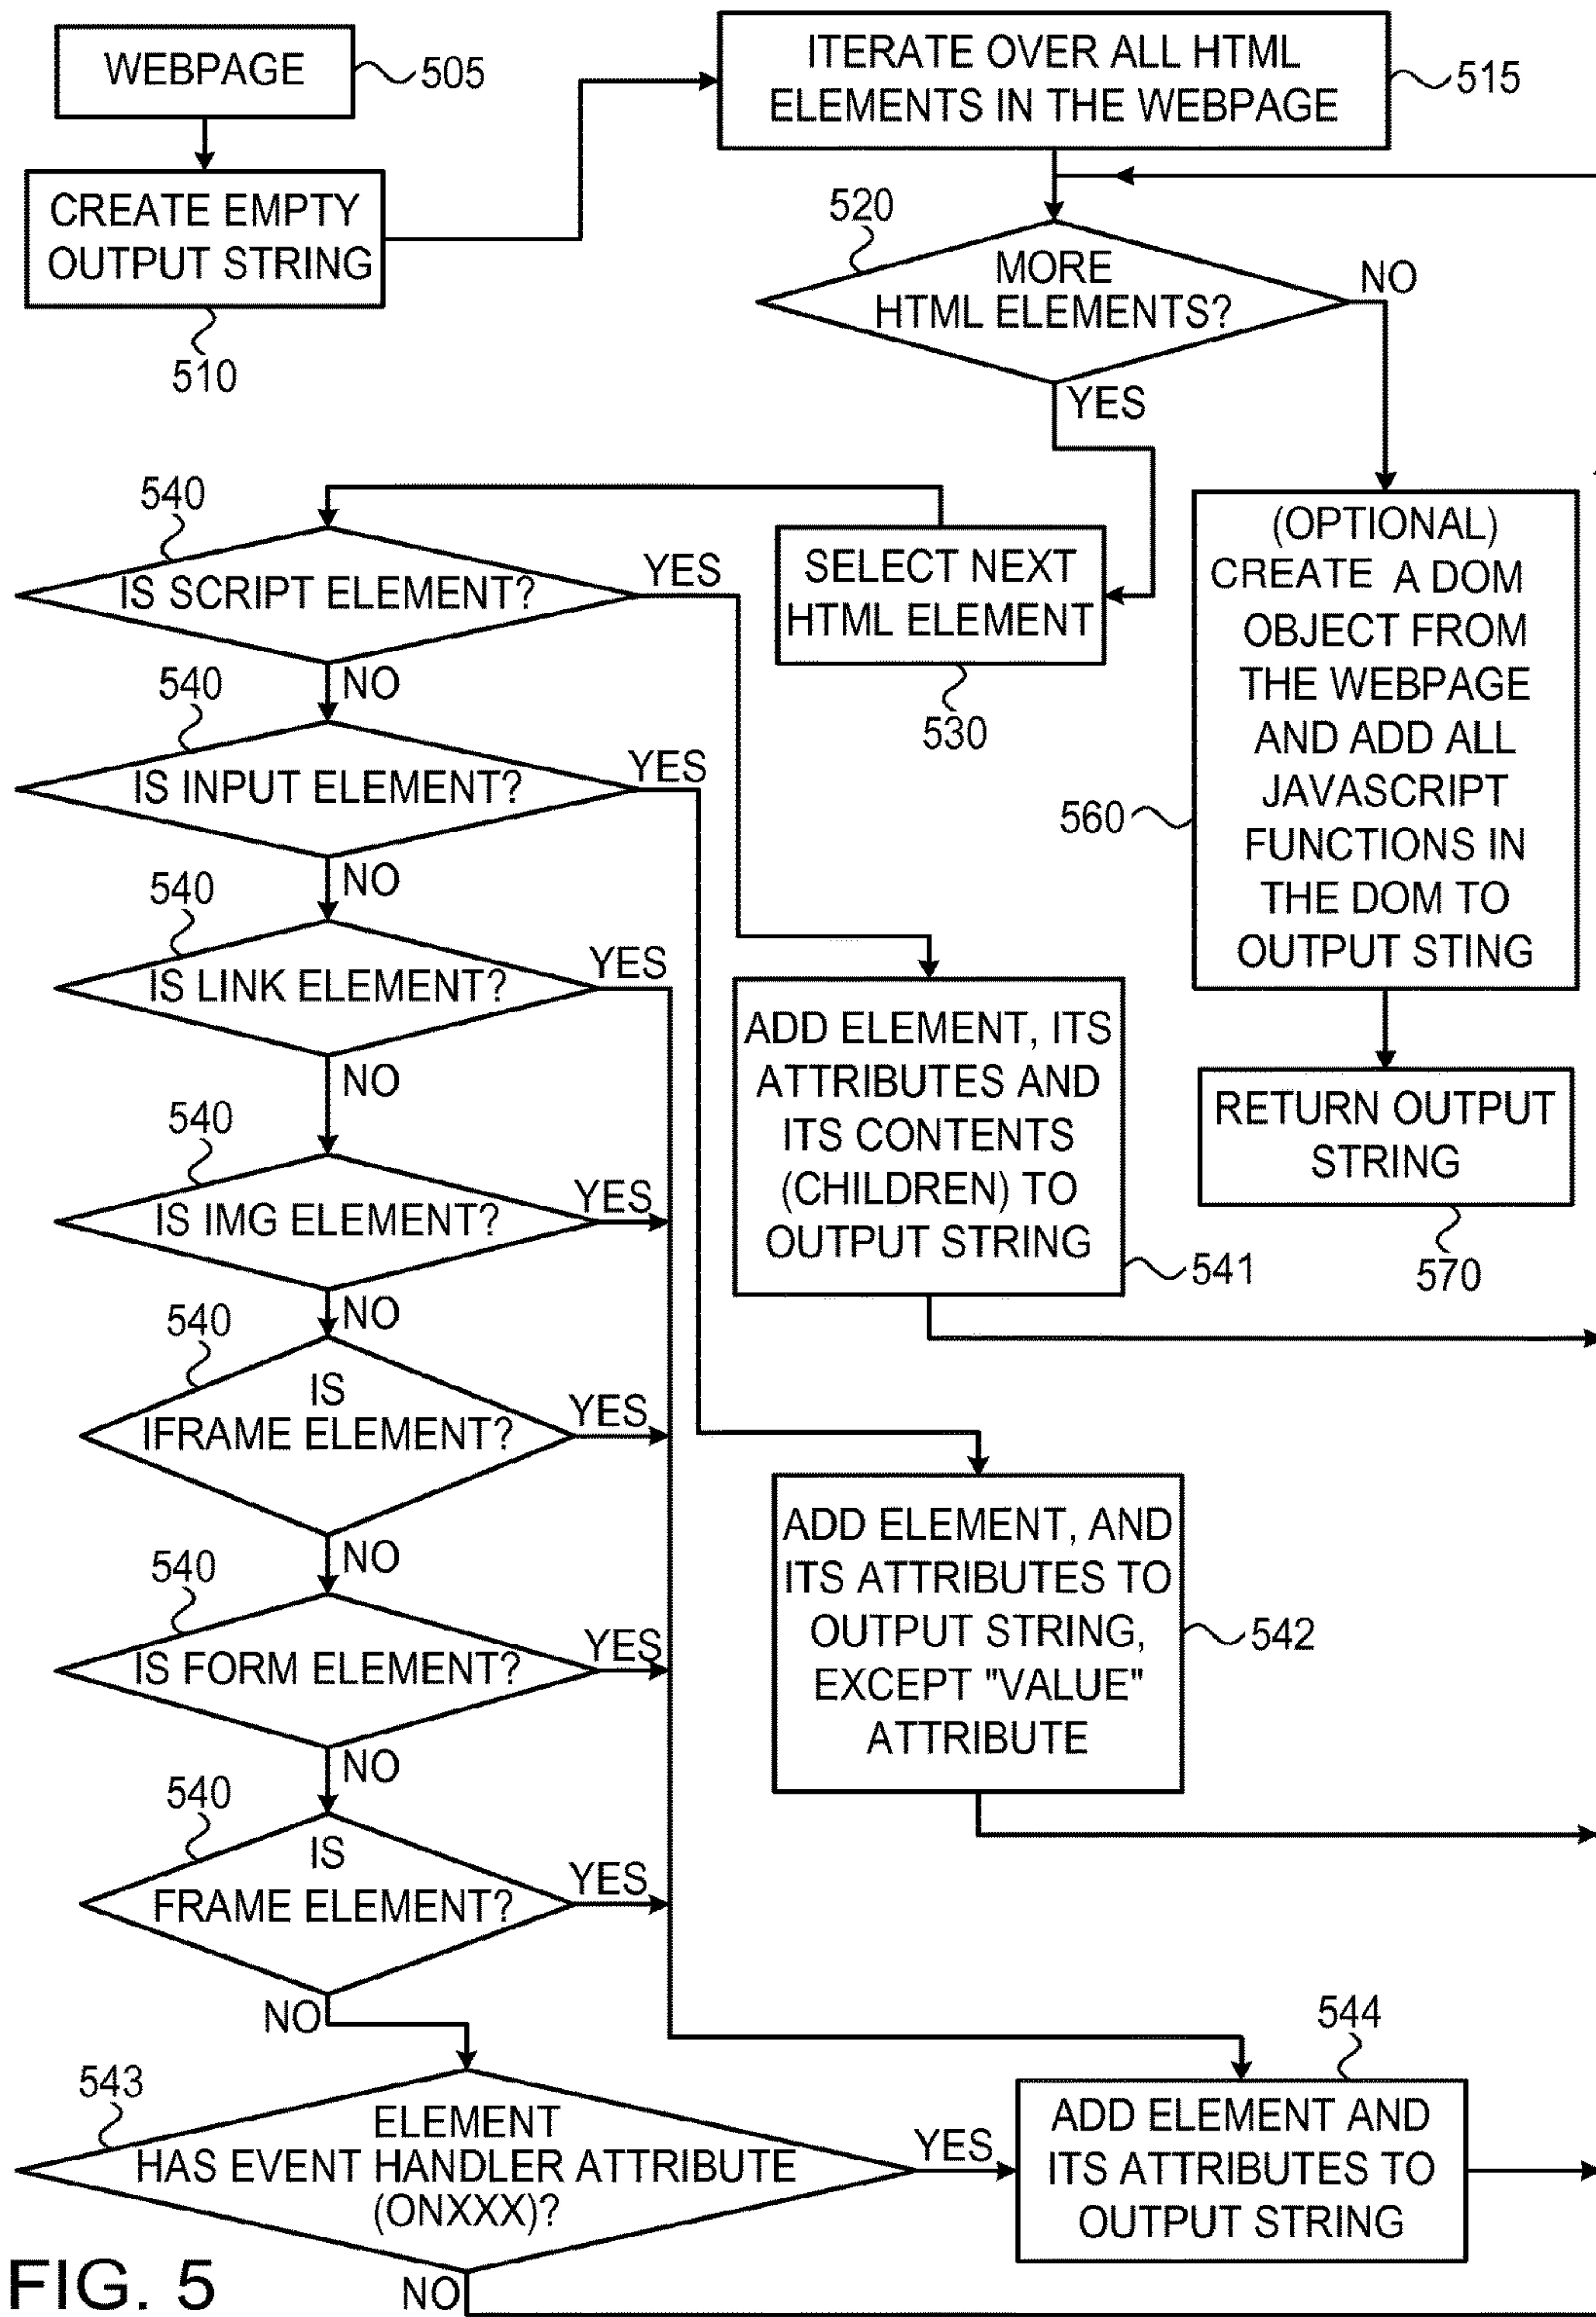 WEBPAGE
505
CREATE EMPTY
OUTPUT STRING
510
ITERATE OVER ALL HTML
ELEMENTS IN THE WEBPAGE
515
520
MORE
HTML ELEMENTS?
NO
YES
SELECT NEXT
HTML ELEMENT
530
540
IS SCRIPT ELEMENT?
YES
NO
540
IS INPUT ELEMENT?
YES
NO
540
IS LINK ELEMENT?
YES
NO
540
IS IMG ELEMENT?
YES
NO
540
IS
IFRAME ELEMENT?
YES
NO
540
IS FORM ELEMENT?
YES
NO
540
IS
FRAME ELEMENT?
YES
NO
543
ELEMENT
HAS EVENT HANDLER ATTRIBUTE
(ONXXX)?
YES
NO
ADD ELEMENT, ITS
ATTRIBUTES AND
ITS CONTENTS
(CHILDREN) TO
OUTPUT STRING
541
ADD ELEMENT, AND
ITS ATTRIBUTES TO
OUTPUT STRING,
EXCEPT "VALUE"
ATTRIBUTE
542
544
ADD ELEMENT AND
ITS ATTRIBUTES TO
OUTPUT STRING
(OPTIONAL)
CREATE A DOM
OBJECT FROM
THE WEBPAGE
AND ADD ALL
JAVASCRIPT
FUNCTIONS IN
THE DOM TO
OUTPUT STING
560
RETURN OUTPUT
STRING
570
FIG. 5